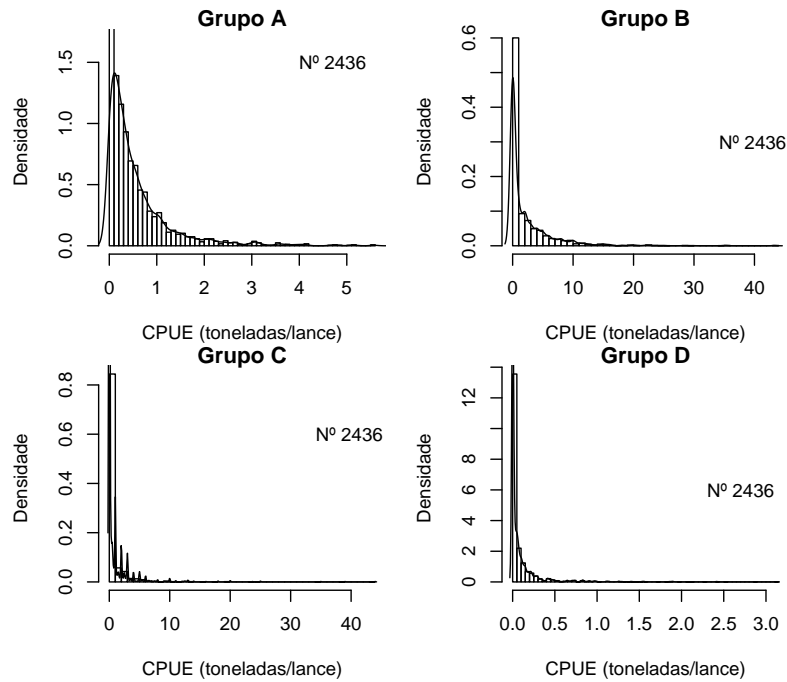 Grupo A
Nº 2436
Densidade
0.0 0.5 1.0 1.5
0 1 2 3 4 5
CPUE (toneladas/lance)
Grupo B
Nº 2436
Densidade
0.0 0.2 0.4 0.6
0 10 20 30 40
CPUE (toneladas/lance)
Grupo C
Nº 2436
Densidade
0.0 0.2 0.4 0.6 0.8
0 10 20 30 40
CPUE (toneladas/lance)
Grupo D
Nº 2436
Densidade
0 2 4 6 8 12
0.0 0.5 1.0 1.5 2.0 2.5 3.0
CPUE (toneladas/lance)